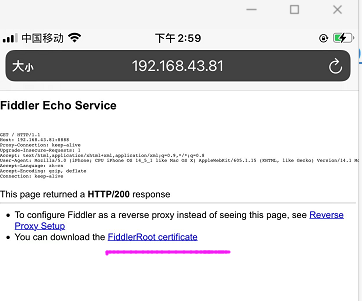 中国移动
下午2:59
大小
192.168.43.81
Fiddler Echo Service
GET / HTTP/1.1
Host: 192.168.43.81:8888
Proxy-Connection: keep-alive
Upgrade-Insecure-Requests: 1
Accept: text/html,application/xhtml+xml,application/xml;q=0.9,*/*;q=0.8
User-Agent: Mozilla/5.0 (iPhone; CPU iPhone OS 14_5_1 like Mac OS X) AppleWebKit/605.1.15 (KHTML, like Gecko) Version/14.1 Mo
Accept-Language: zh-cn
Accept-Encoding: gzip, deflate
Connection: keep-alive
This page returned a HTTP/200 response
• To configure Fiddler as a reverse proxy instead of seeing this page, see Reverse
Proxy Setup
• You can download the FiddlerRoot certificate